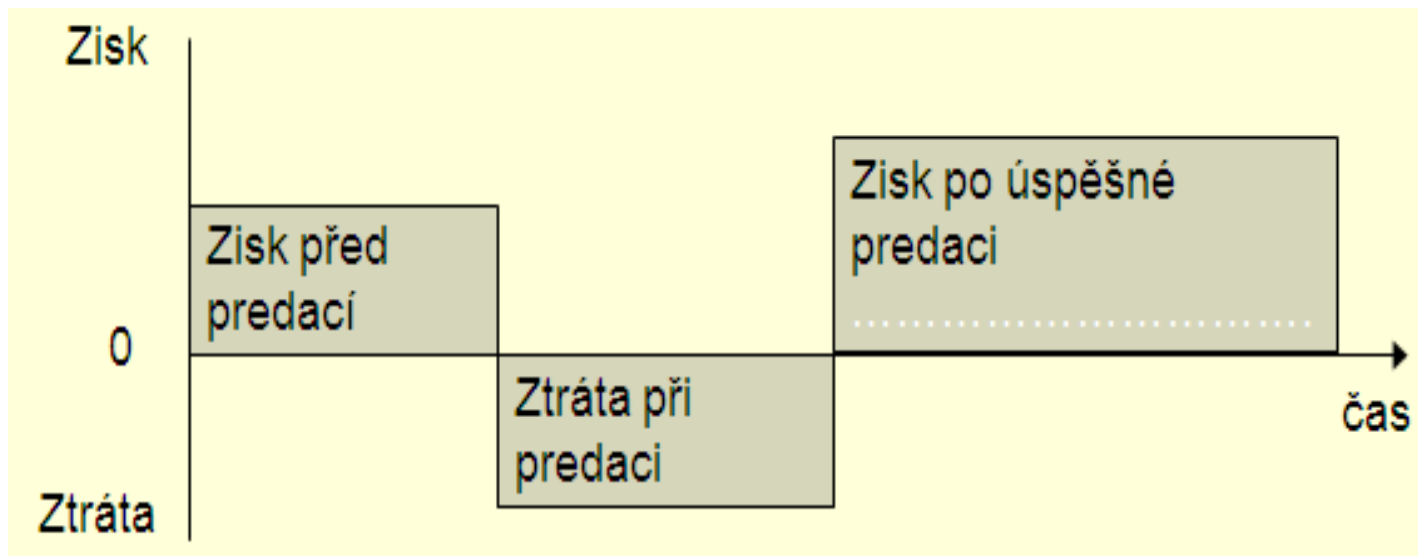 Zisk
Zisk po úspěšné
predaci
.................................
Zisk před
predací
0
Ztráta při
predaci
čas
Ztráta